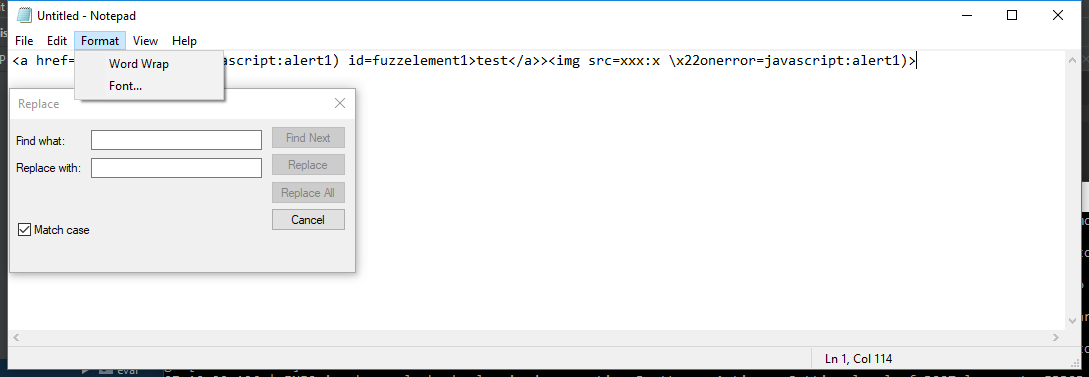 Untitled - Notepad
File Edit Format View Help
<a href= ascript:alert1) id=fuzzelement1>test</a>><img src=xxx:x \x22onerror=javascript:alert1)>
Word Wrap
Font...
Replace
Find what:
Find Next
Replace with:
Replace
Replace All
Cancel
Match case
Ln 1, Col 114
eval